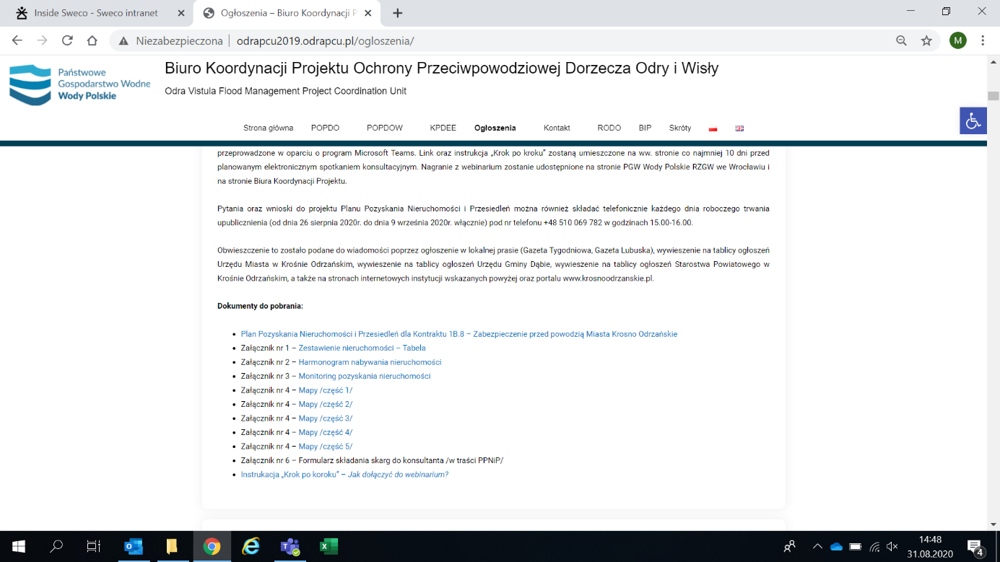 Inside Sweco - Sweco intranet
Ogłoszenia – Biuro Koordynacji P
Niezabezpieczona
odrapcu2019.odrapcu.pl/ogloszenia/
M
Państwowe
Gospodarstwo Wodne
Wody Polskie
Biuro Koordynacji Projektu Ochrony Przeciwpowodziowej Dorzecza Odry i Wisły
Odra Vistula Flood Management Project Coordination Unit
Strona główna POPDO POPDOW KPDEE Ogłoszenia Kontakt RODO BIP Skróty
przeprowadzone w oparciu o program Microsoft Teams. Link oraz instrukcja „Krok po kroku” zostaną umieszczone na ww. stronie co najmniej 10 dni przed
planowanym elektronicznym spotkaniem konsultacyjnym. Nagranie z webinarium zostanie udostępnione na stronie PGW Wody Polskie RZGW we Wrocławiu i
na stronie Biura Koordynacji Projektu.
Pytania oraz wnioski do projektu Planu Pozyskania Nieruchomości i Przesiedleń można również składać telefonicznie każdego dnia roboczego trwania
upublicznienia (od dnia 26 sierpnia 2020r. do dnia 9 września 2020r. włącznie) pod nr telefonu +48 510 069 782 w godzinach 15.00-16.00.
Obwieszczenie to zostało podane do wiadomości poprzez ogłoszenie w lokalnej prasie (Gazeta Tygodniowa, Gazeta Lubuska), wywieszenie na tablicy ogłoszeń
Urzędu Miasta w Krośnie Odrzańskim, wywieszenie na tablicy ogłoszeń Urzędu Gminy Dąbie, wywieszenie na tablicy ogłoszeń Starostwa Powiatowego w
Krośnie Odrzańskim, a także na stronach internetowych instytucji wskazanych powyżej oraz portalu www.krosnoodrzanskie.pl.
Dokumenty do pobrania:
• Plan Pozyskania Nieruchomości i Przesiedleń dla Kontraktu 1B.8 – Zabezpieczenie przed powodzią Miasta Krosno Odrzańskie
• Załącznik nr 1 – Zestawienie nieruchomości – Tabela
• Załącznik nr 2 – Harmonogram nabywania nieruchomości
• Załącznik nr 3 – Monitoring pozyskania nieruchomości
• Załącznik nr 4 – Mapy /część 1/
• Załącznik nr 4 – Mapy /część 2/
• Załącznik nr 4 – Mapy /część 3/
• Załącznik nr 4 – Mapy /część 4/
• Załącznik nr 4 – Mapy /część 5/
• Załącznik nr 6 – Formularz składania skarg do konsultanta /w traści PPNiP/
• Instrukacja „Krok po koroku” – Jak dołączyć do webinarium?
14:48
31.08.2020
4